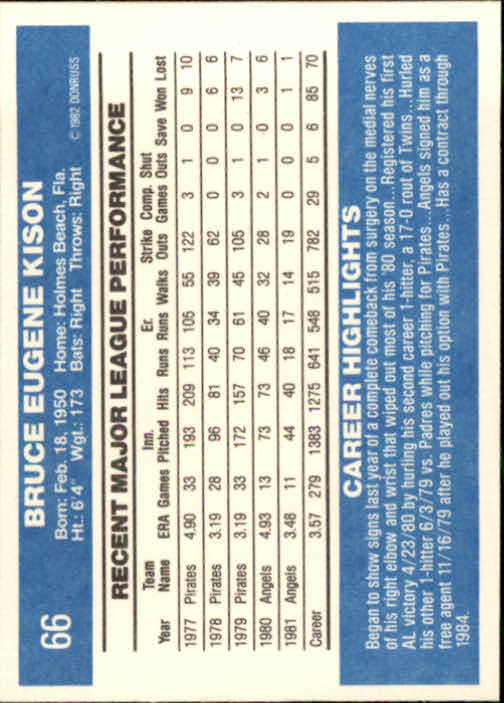 66
BRUCE EUGENE KISON
Born: Feb. 18, 1950 Home: Holmes Beach, Fla.
Ht.: 6'4" Wgt.: 173 Bats: Right Throws: Right
© 1982 DONRUSS
RECENT MAJOR LEAGUE PERFORMANCE
Team Inn. Er. Strike Comp. Shut
Year Name ERA Games Pitched Hits Runs Runs Walks Outs Games Outs Save Won Lost
1977 Pirates 4.90 33 193 209 113 105 55 122 3 1 0 9 10
1978 Pirates 3.19 28 96 81 40 34 39 62 0 0 0 6 6
1979 Pirates 3.19 33 172 157 70 61 45 105 3 1 0 13 7
1980 Angels 4.93 13 73 73 46 40 32 28 2 1 0 3 6
1981 Angels 3.48 11 44 40 18 17 14 19 0 0 0 1 1
Career 3.57 279 1383 1275 641 548 515 782 29 5 6 85 70
CAREER HIGHLIGHTS
Began to show signs last year of a complete comeback from surgery on the medial nerves
of his right elbow and wrist that wiped out most of his '80 season...Registered his first
AL victory 4/23/80 by hurling his second career 1-hitter, a 17-0 rout of Twins...Hurled
his other 1-hitter 6/3/79 vs. Padres while pitching for Pirates...Angels signed him as a
free agent 11/16/79 after he played out his option with Pirates...Has a contract through
1984.